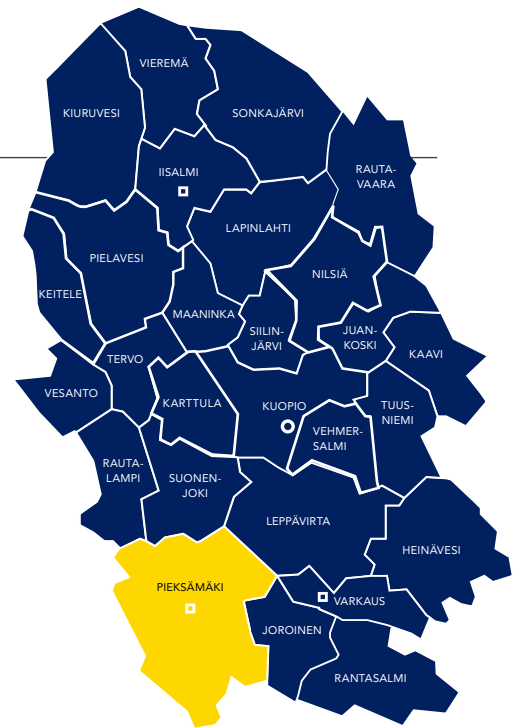 VIEREMÄ
KIURUVESI
SONKAJÄRVI
IISALMI
RAUTA-
VAARA
LAPINLAHTI
PIELAVESI
NILSIÄ
KEITELE
MAANINKA
SIILIN-
JÄRVI
JUAN-
KOSKI
KAAVI
TERVO
VESANTO
KARTTULA
KUOPIO
TUUS-
NIEMI
VEHMER-
SALMI
RAUTA-
LAMPI
SUONEN-
JOKI
LEPPÄVIRTA
HEINÄVESI
PIEKSÄMÄKI
VARKAUS
JOROINEN
RANTASALMI